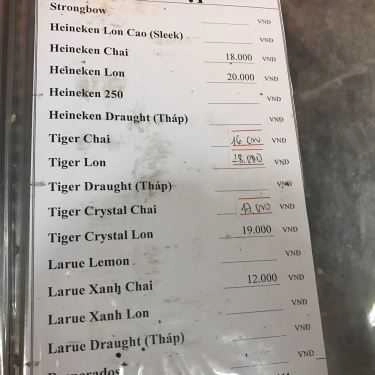 Strongbow VND
Heineken Lon Cao (Sleek) VND
Heineken Chai 18.000 VND
Heineken Lon 20.000 VND
Heineken 250 VND
Heineken Draught (Tháp) VND
Tiger Chai 16 000 VND
Tiger Lon 18.000 VND
Tiger Draught (Tháp) VND
Tiger Crystal Chai 17.000 VND
Tiger Crystal Lon 19.000 VND
Larue Lemon VND
Larue Xanh Chai 12.000 VND
Larue Xanh Lon VND
Larue Draught (Tháp) VND